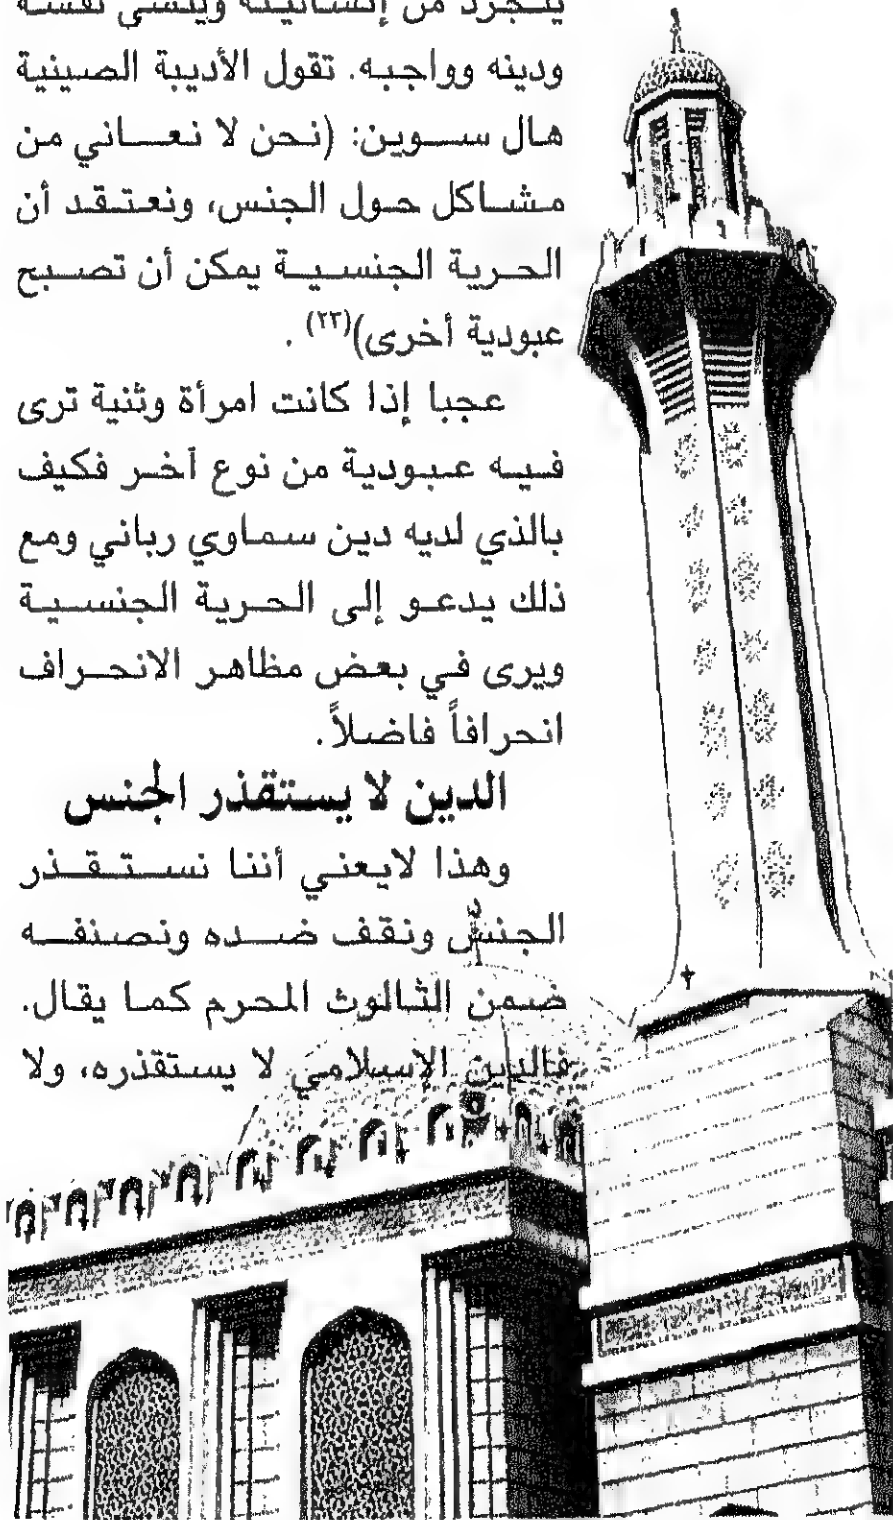 يتجرد من إنسانيته وينسى نفسه
ودينه وواجبه. تقول الأديبة الصينية
هال سوين: (نحن لا نعاني من
مشاكل حول الجنس، ونعتقد أن
الحرية الجنسية يمكن أن تصبح
عبودية أخرى)(٢٣) .
عجبا إذا كانت امرأة وثنية ترى
فيه عبودية من نوع آخر فكيف
بالذي لديه دين سماوي رباني ومع
ذلك يدعو إلى الحرية الجنسية
ويرى في بعض مظاهر الانحراف
انحرافاً فاضلاً.
الدين لا يستقذر الجنس
وهذا لايعني أننا نستقذر
الجنس ونقف ضده ونصنفه
ضمن الثالوث المحرم كما يقال.
فالدين الإسلامي لا يستقذره، ولا